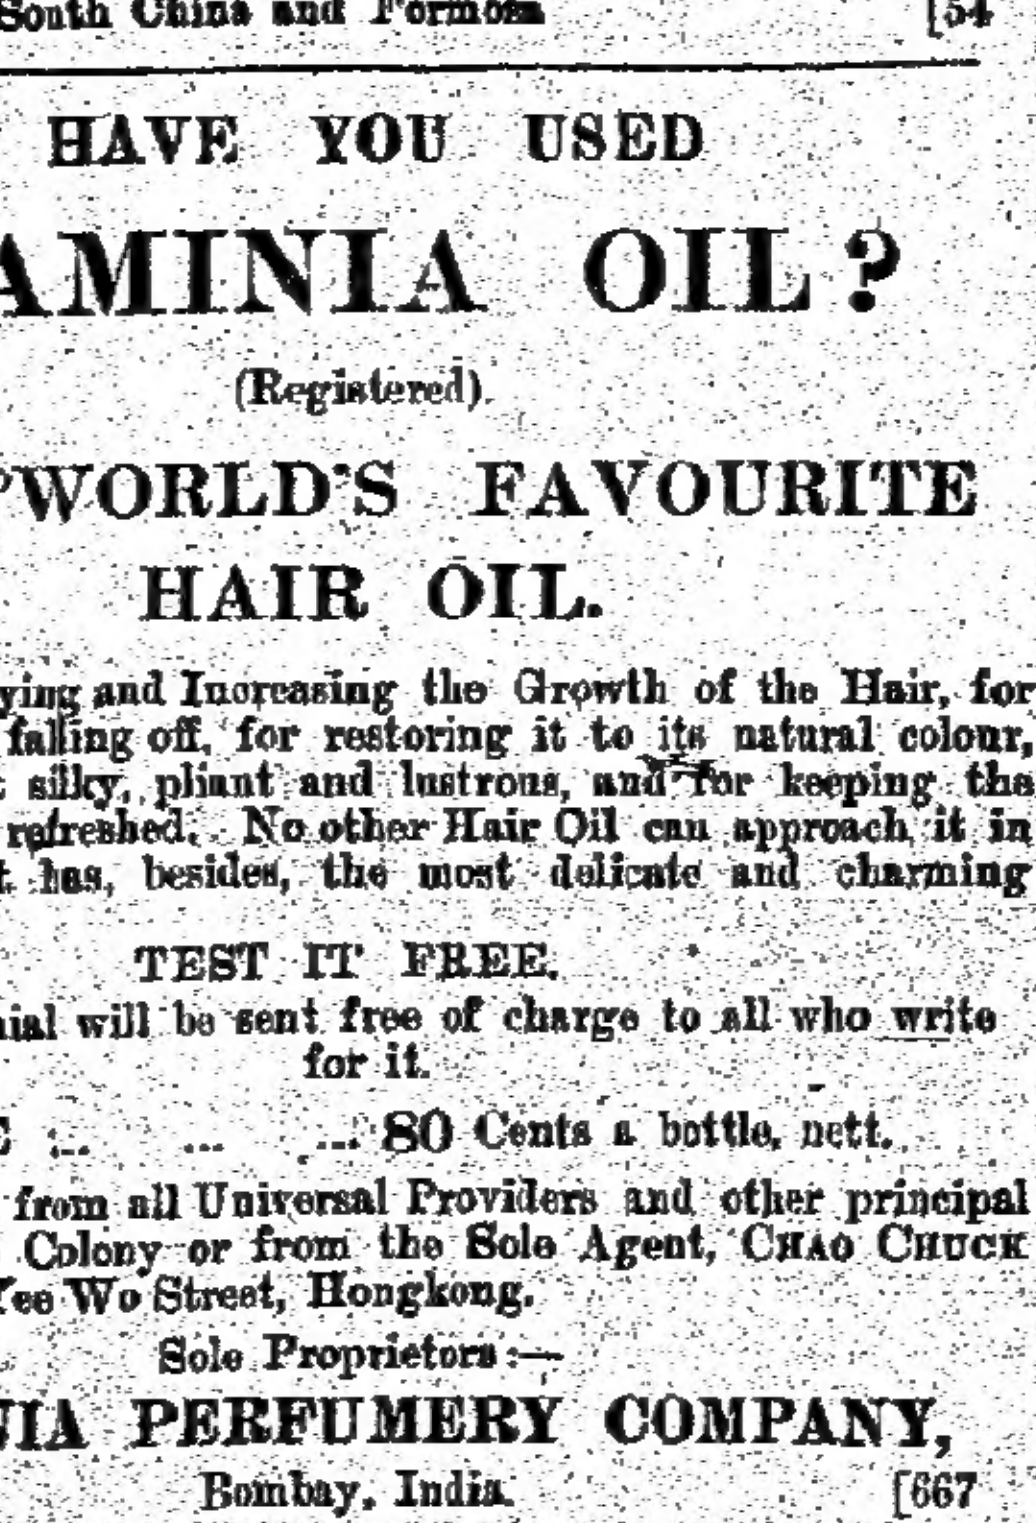 South China and Formosa [54
HAVE YOU USED
AMINIA OIL?
(Registered).
WORLD'S FAVOURITE
HAIR OIL.
ying and Increasing the Growth of the Hair, for
falling off, for restoring it to its natural colour,
silky, pliant and lustrous, and for keeping the
refreshed. No other Hair Oil can approach it in
has, besides, the most delicate and charming
TEST IT FREE.
ial will be sent free of charge to all who write
for it.
... ... ... 80 Cents a bottle, nett.
from all Universal Providers and other principal
Colony or from the Sole Agent, CHAO CHUCK
Yee Wo Street, Hongkong.
Sole Proprietors:—
NIA PERFUMERY COMPANY,
Bombay, India. [667